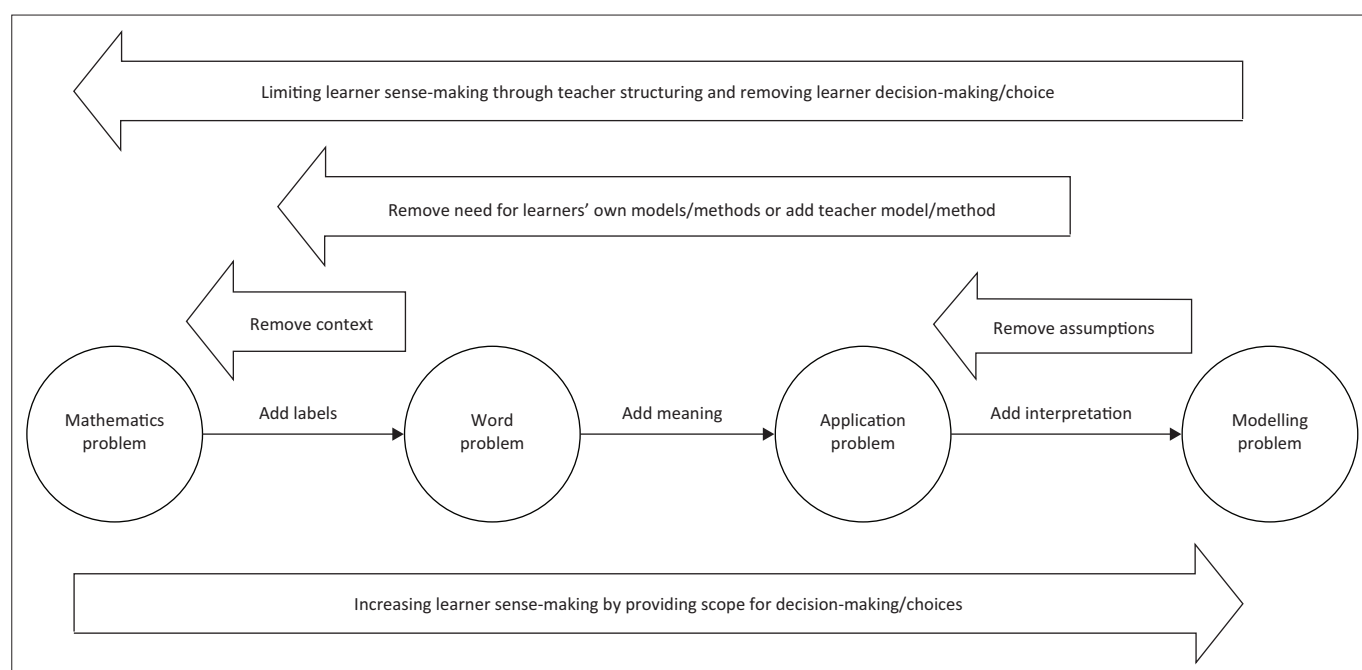 Limiting learner sense-making through teacher structuring and removing learner decision-making/choice
Remove need for learners’ own models/methods or add teacher model/method
Remove context
Remove assumptions
Mathematics
problem
Add labels
Word
problem
Add meaning
Application
problem
Add interpretation
Modelling
problem
Increasing learner sense-making by providing scope for decision-making/choices